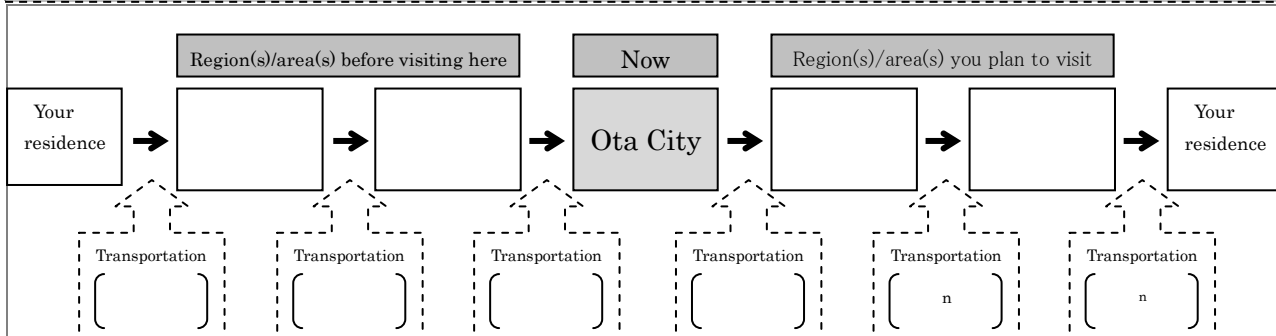 Region(s)/area(s) before visiting here
Now
Region(s)/area(s) you plan to visit
Your
residence
Ota City
Your
residence
Transportation
Transportation
Transportation
Transportation
Transportation
Transportation
n
n